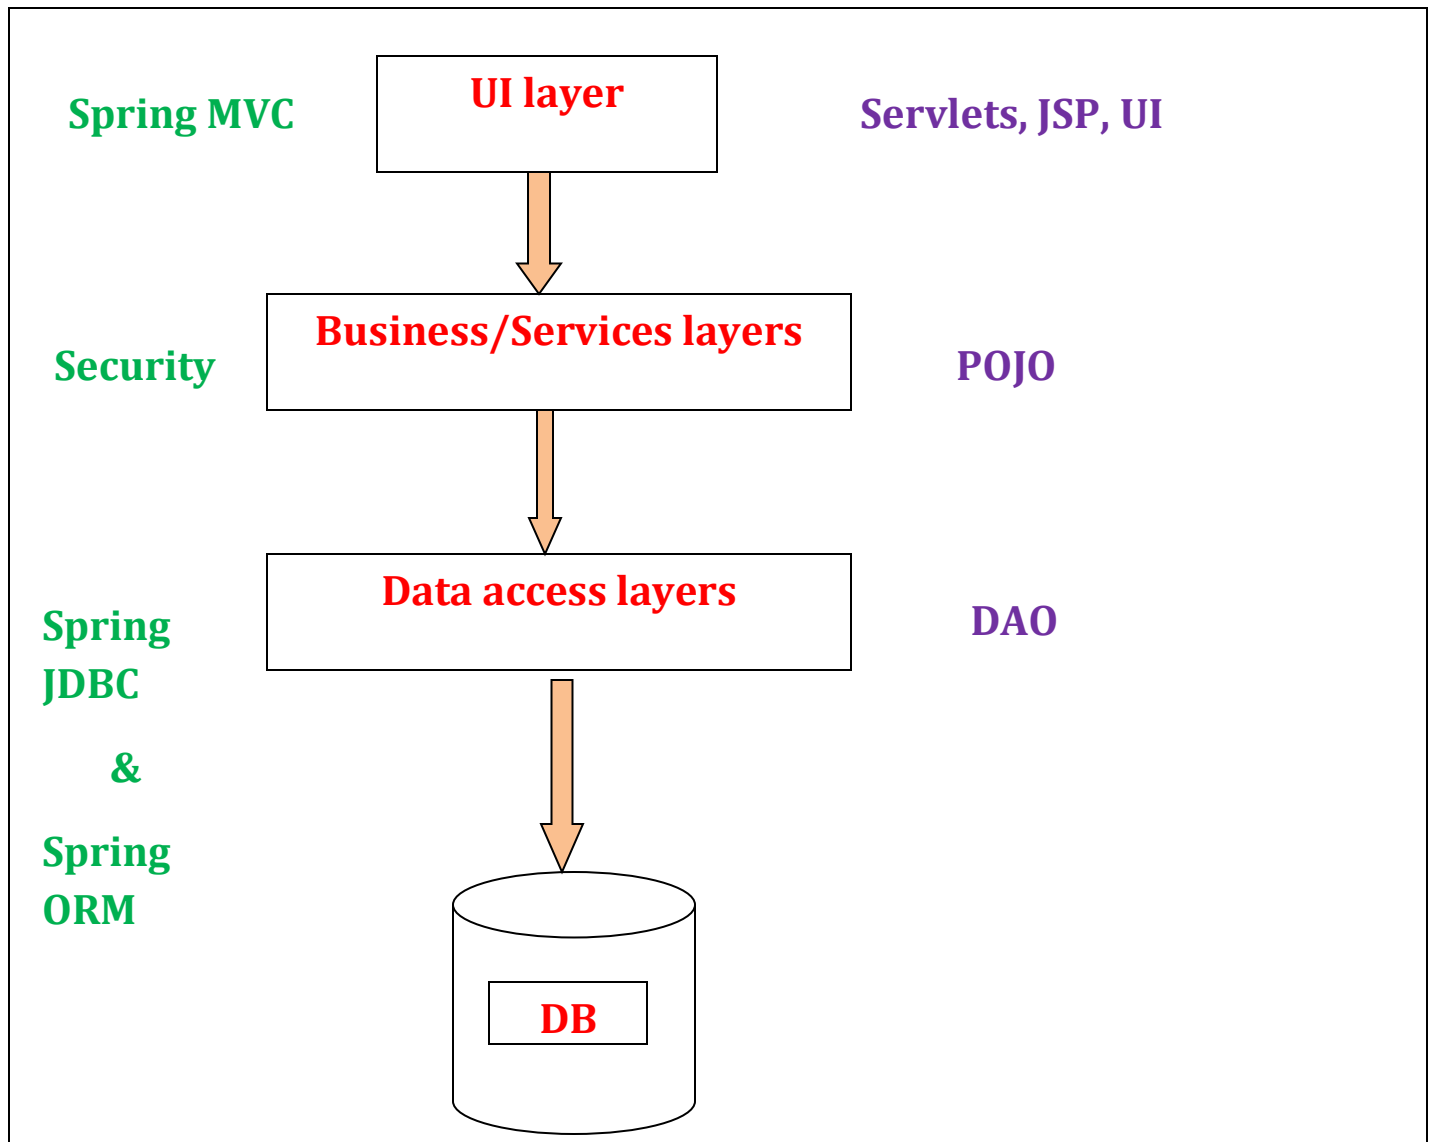 UI layer
Spring MVC
Servlets, JSP, UI
Business/Services layers
Security
POJO
Data access layers
Spring
JDBC
DAO
&
Spring
ORM
DB